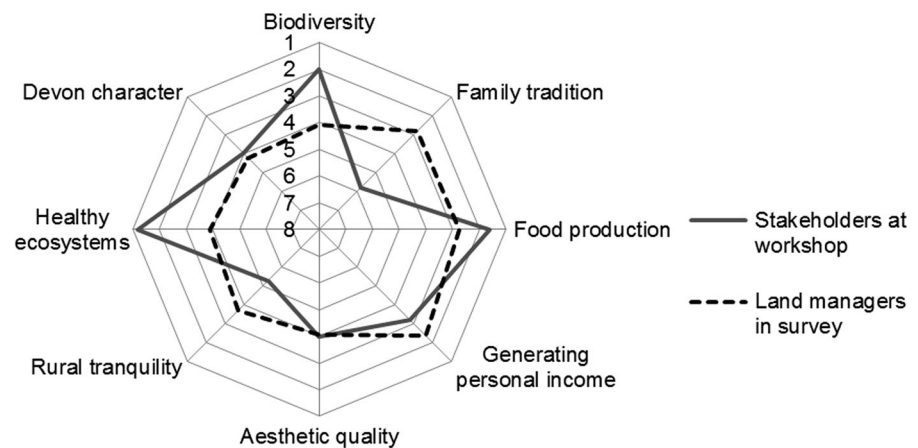 Biodiversity
1
2
3
4
5
6
7
8
Devon character
Family tradition
Healthy
ecosystems
Food production
Rural tranquility
Generating
personal income
Aesthetic quality
Stakeholders at
workshop
Land managers
in survey